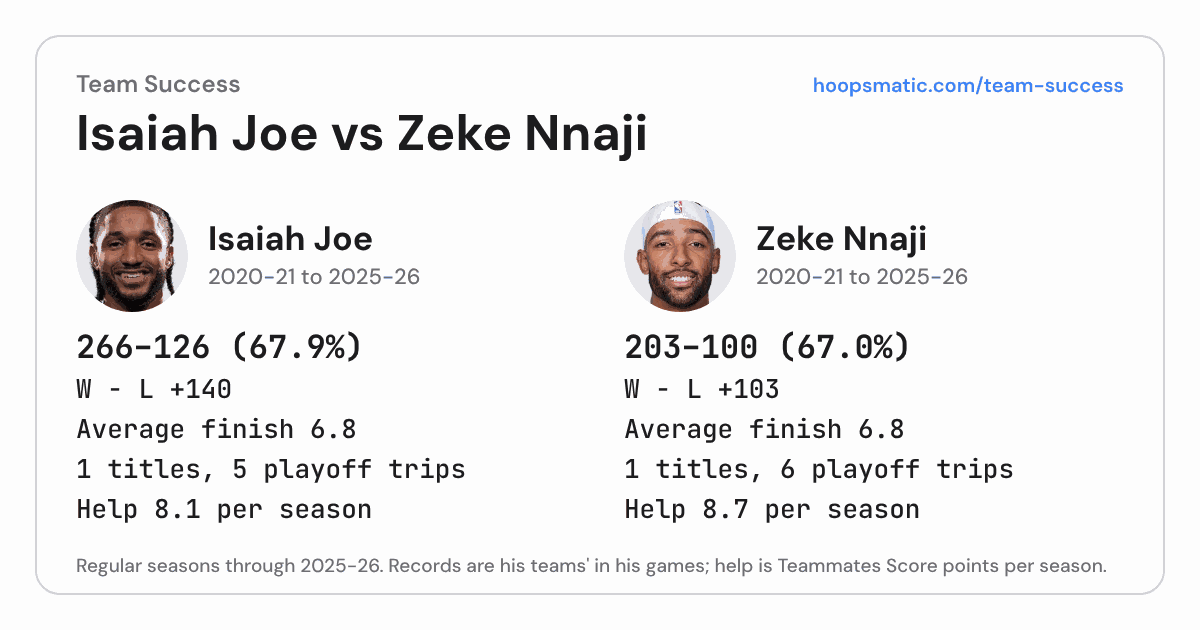 Team Success
hoopsmatic.com/team-success
Isaiah Joe vs Zeke Nnaji
Isaiah Joe
2020-21 to 2025-26
266-126 (67.9%)
W - L +140
Average finish 6.8
1 titles, 5 playoff trips
Help 8.1 per season
Zeke Nnaji
2020-21 to 2025-26
203-100 (67.0%)
W - L +103
Average finish 6.8
1 titles, 6 playoff trips
Help 8.7 per season
Regular seasons through 2025-26. Records are his teams' in his games; help is Teammates Score points per season.